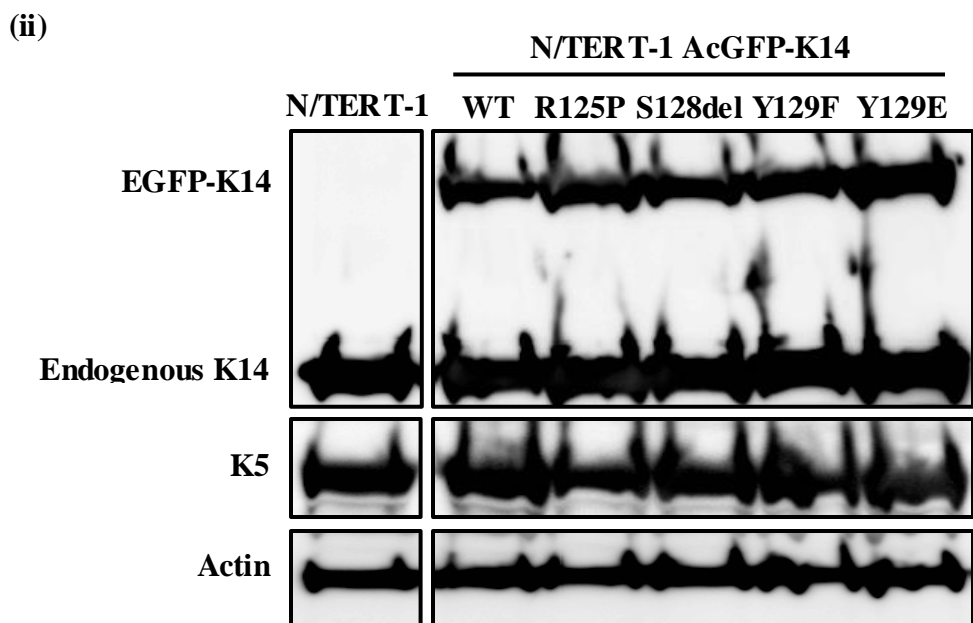 (ii)
N/TERT-1 AcGFP-K14
N/TERT-1 WT R125P S128del Y129F Y129E
EGFP-K14
Endogenous K14
K5
Actin